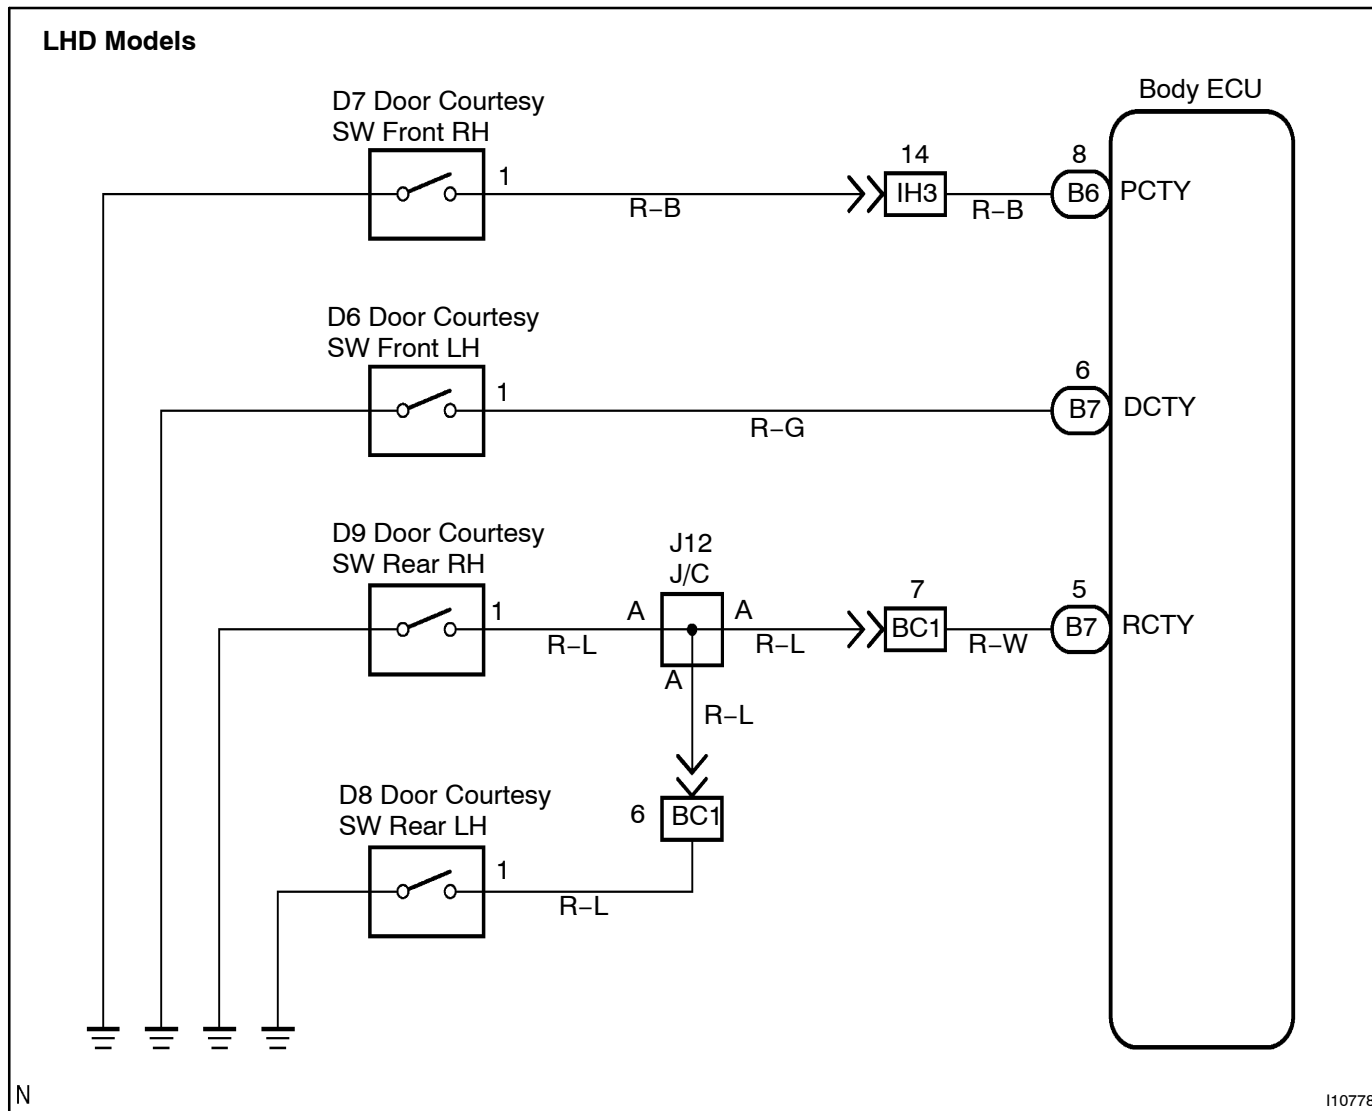 LHD Models
Body ECU
D7 Door Courtesy
SW Front RH
1
R–B
14
IH3
R–B
8
B6
PCTY
D6 Door Courtesy
SW Front LH
1
R–G
6
B7
DCTY
D9 Door Courtesy
SW Rear RH
1
R–L
J12
J/C
A
A
A
R–L
7
BC1
R–W
5
B7
RCTY
R–L
6
BC1
D8 Door Courtesy
SW Rear LH
1
R–L
N